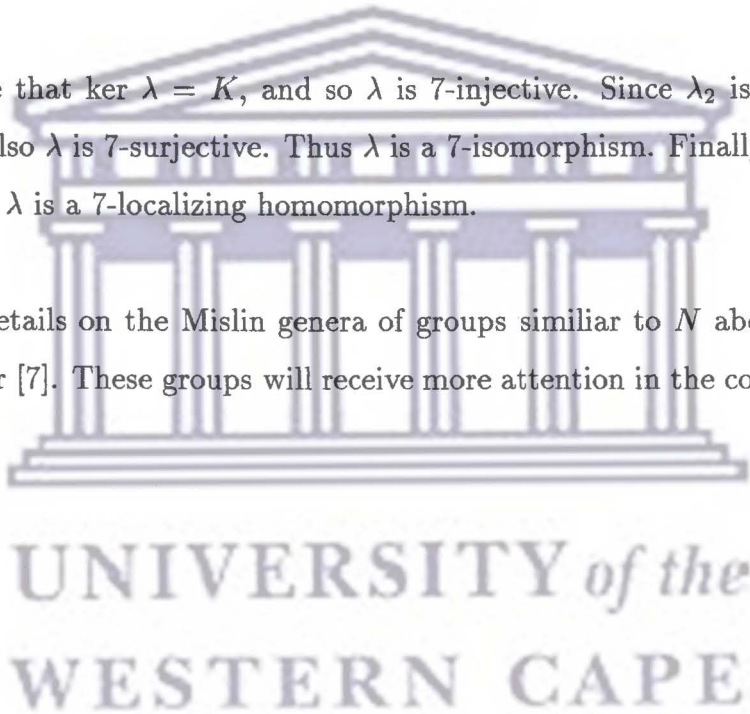 that ker λ = K, and so λ is 7-injective. Since λ₂ is
lso λ is 7-surjective. Thus λ is a 7-isomorphism. Finall
λ is a 7-localizing homomorphism.
etails on the Mislin genera of groups similiar to N abo
r [7]. These groups will receive more attention in the co
UNIVERSITY of the
WESTERN CAPE